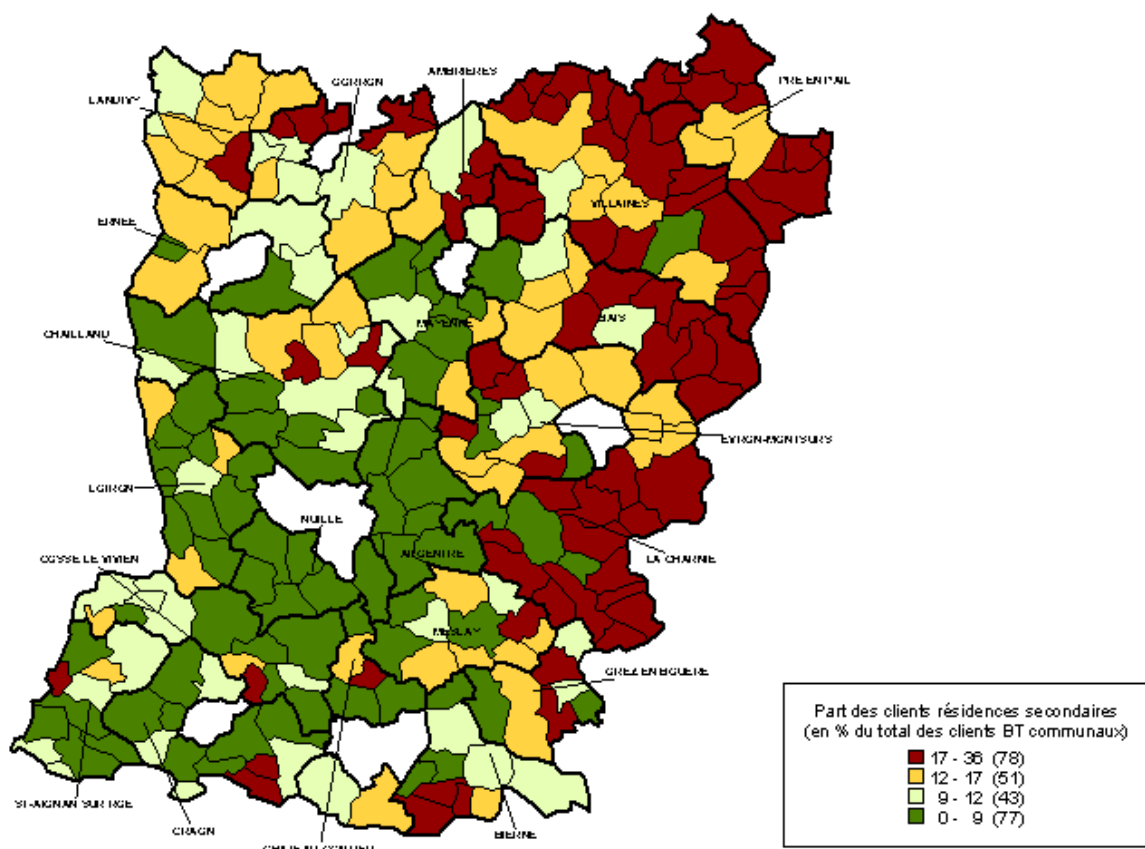 AMBRIERES
GORRON
PRE EN PAIL
LANDIVY
VILLAINES
ERNEE
BAIS
MAYENNE
CHAILLAND
EVRON-MONTSURS
LOIRON
NUILLE
ARGENTRE
LA CHARNIE
COSSE LE VIVIEN
MESLAY
GREZ EN BOUERE
Part des clients résidences secondaires
(en % du total des clients BT communaux)
17 - 36 (78)
12 - 17 (51)
9 - 12 (43)
0 - 9 (77)
ST-AIGNAN SUR ROE
CRAON
BIERNE